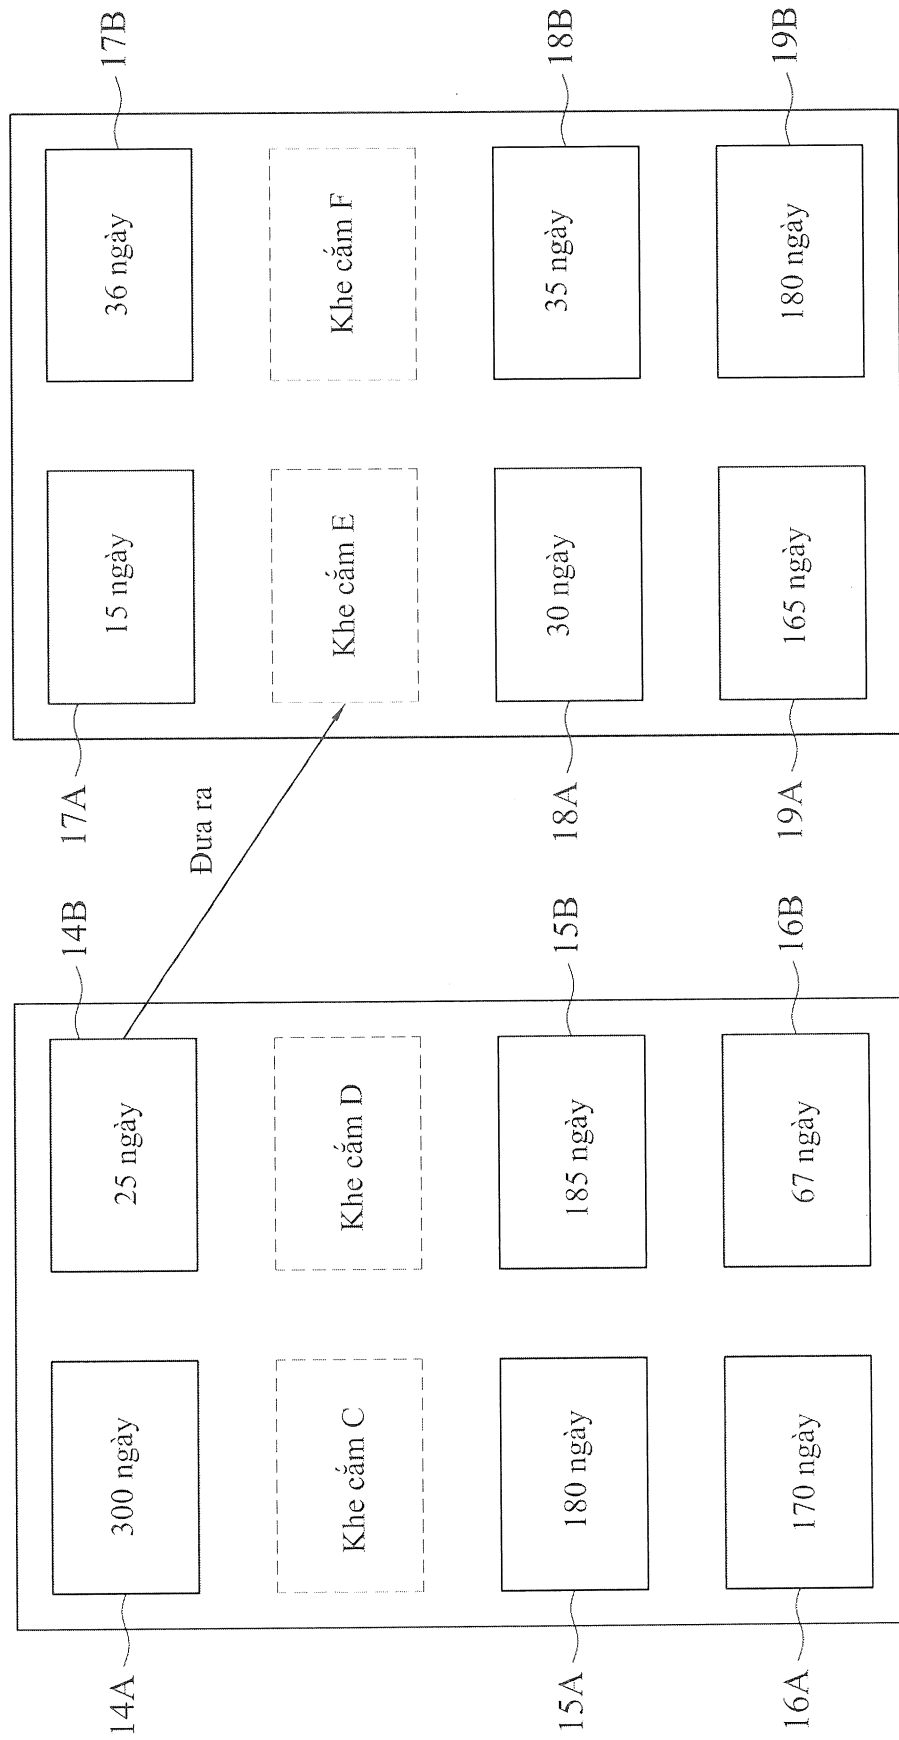 14A
300 ngày
25 ngày
14B
Khe cắm C
Khe cắm D
15A
180 ngày
185 ngày
15B
16A
170 ngày
67 ngày
16B
Đưa ra
17A
15 ngày
36 ngày
17B
Khe cắm E
Khe cắm F
18A
30 ngày
35 ngày
18B
19A
165 ngày
180 ngày
19B